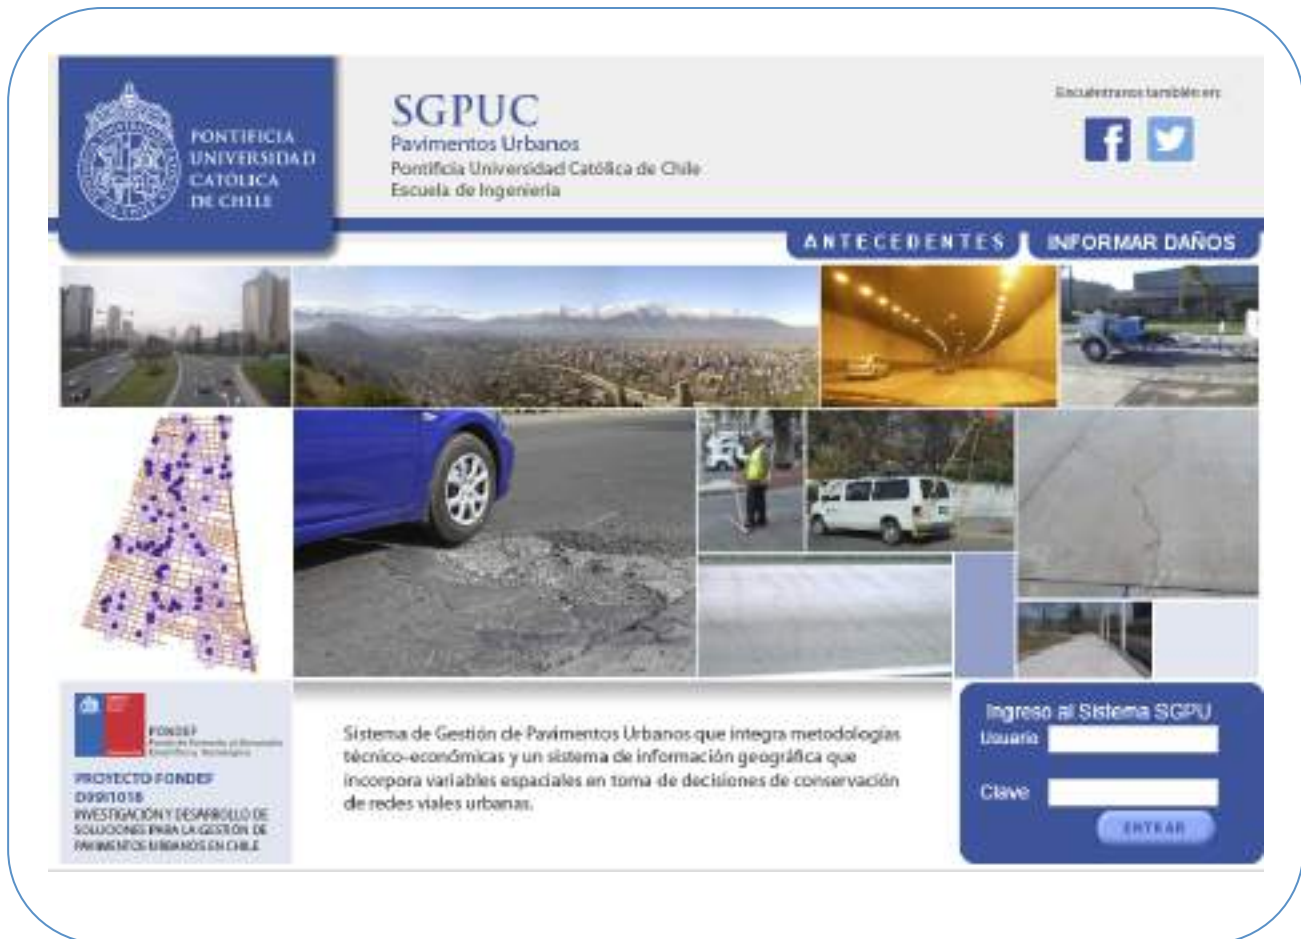 PONTIFICIA
UNIVERSIDAD
CATOLICA
DE CHILE
SGPUC
Pavimentos Urbanos
Pontificia Universidad Católica de Chile
Escuela de Ingeniería
Encuéntranos también en:
ANTECEDENTES
INFORMAR DAÑOS
FONDEF
PROYECTO FONDEF
D09I1018
INVESTIGACIÓN Y DESARROLLO DE
SOLUCIONES PARA LA GESTIÓN DE
PAVIMENTOS URBANOS EN CHILE
Sistema de Gestión de Pavimentos Urbanos que integra metodologías
técnico-económicas y un sistema de información geográfica que
incorpora variables espaciales en toma de decisiones de conservación
de redes viales urbanas.
Ingreso al Sistema SGPU
Usuario
Clave
ENTRAR